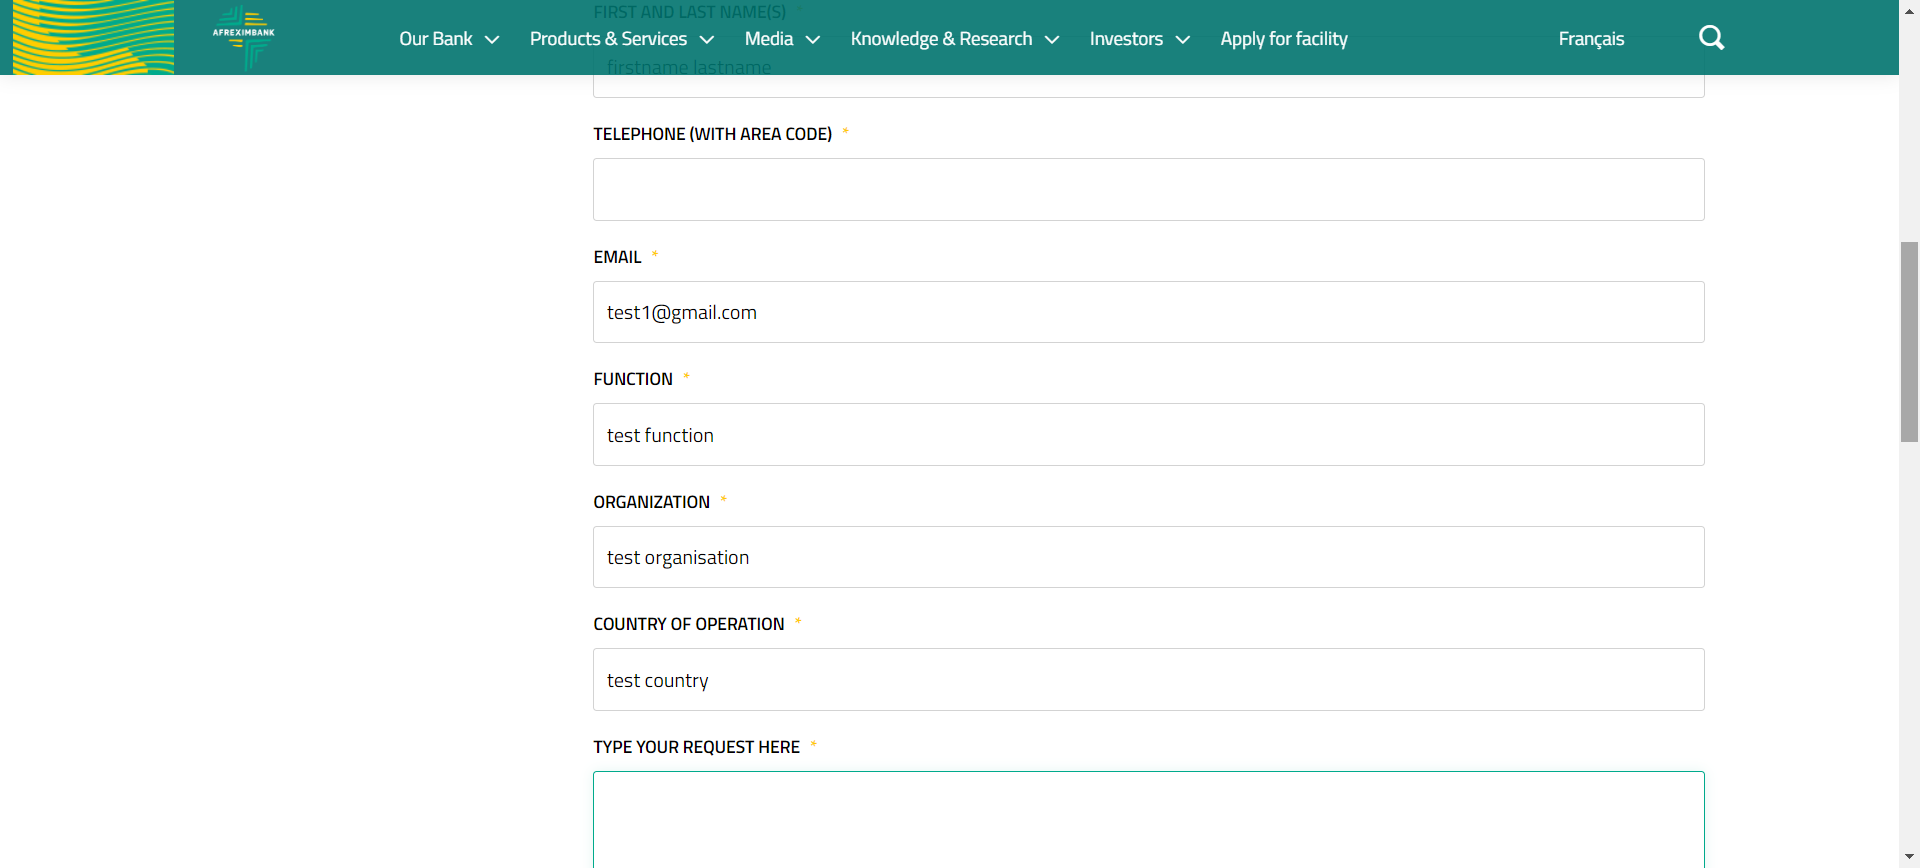 FIRST AND LAST NAME(S) *
AFREXIMBANK
Our Bank Products & Services Media Knowledge & Research Investors Apply for facility Français
firstname lastname
TELEPHONE (WITH AREA CODE) *
EMAIL *
test1@gmail.com
FUNCTION *
test function
ORGANIZATION *
test organisation
COUNTRY OF OPERATION *
test country
TYPE YOUR REQUEST HERE *